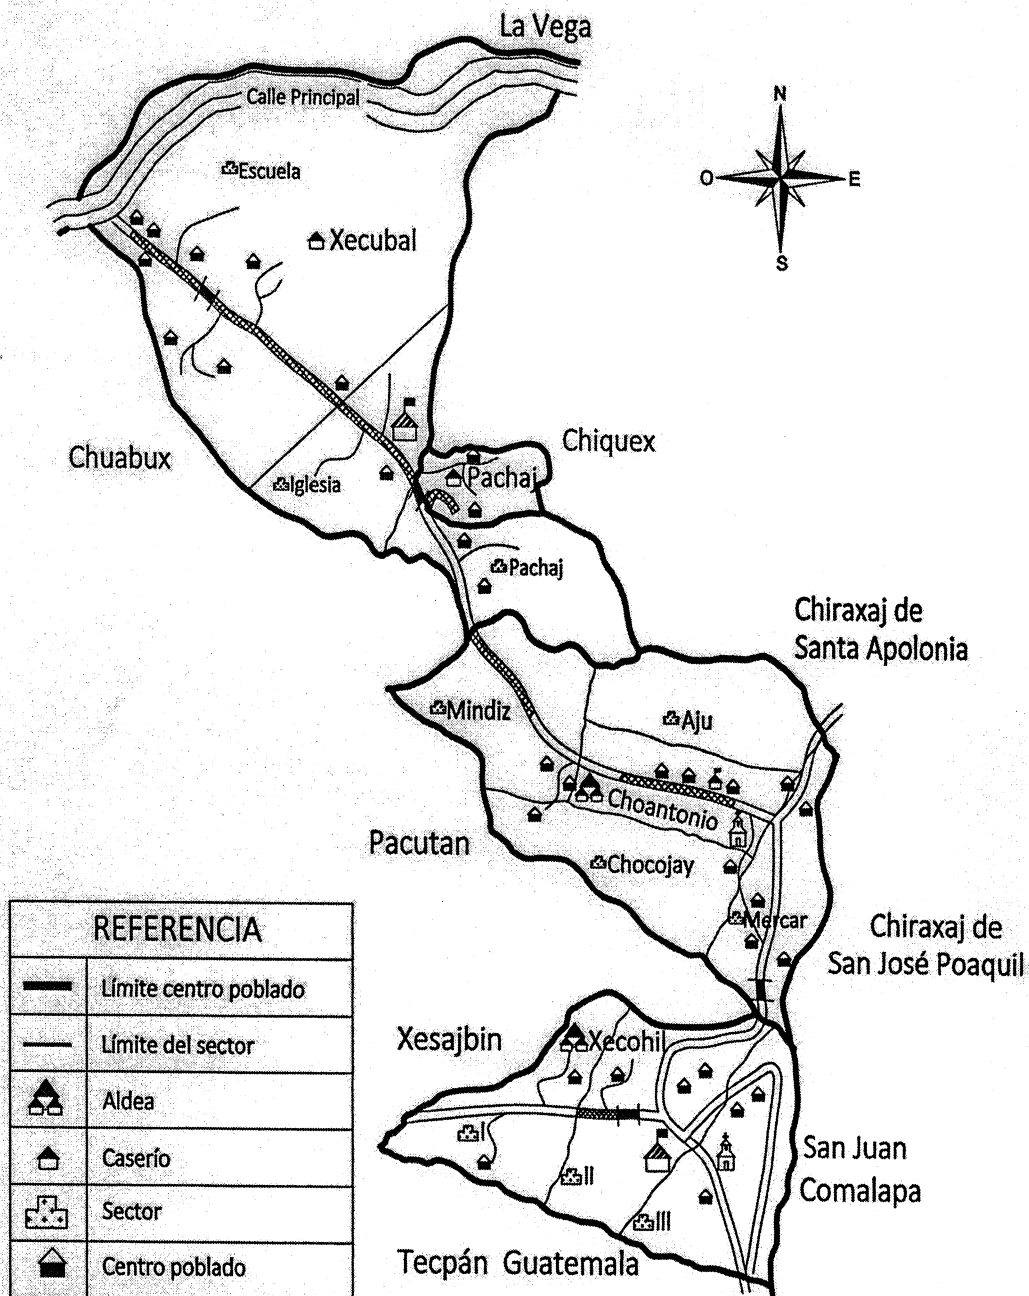 La Vega
Calle Principal
Escuela
Xecubal
N
O
E
S
Chuabux
Iglesia
Chiquex
Pachaj
Pachaj
Chiraxaj de
Santa Apolonia
Mindiz
Aju
Choantonio
Pacutan
Chocojay
Mercar
Chiraxaj de
San José Poaquil
Xesajbin
Xecohil
I
II
III
San Juan
Comalapa
Tecpán Guatemala
REFERENCIA
Límite centro poblado
Límite del sector
Aldea
Caserío
Sector
Centro poblado